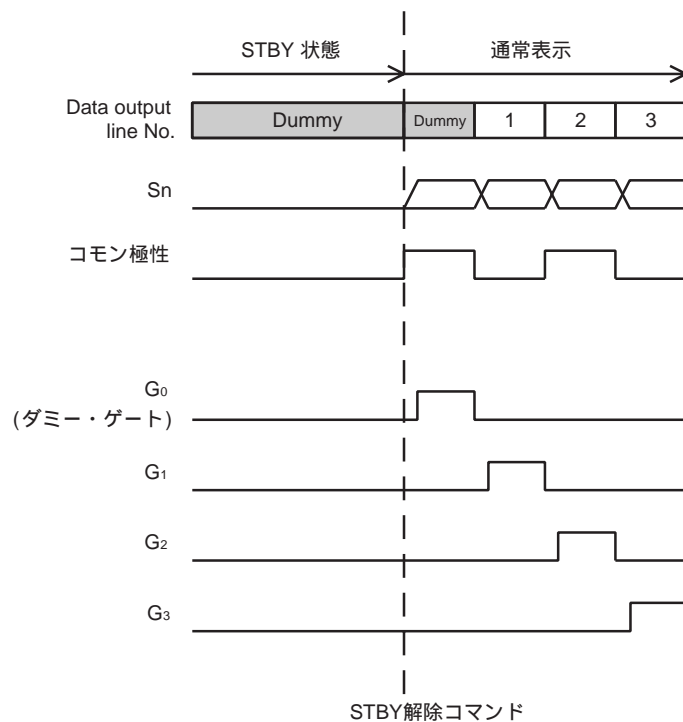 STBY 状態
通常表示
Data output
line No.
Dummy
Dummy
1
2
3
Sn
コモン極性
G0
(ダミー・ゲート)
G1
G2
G3
STBY解除コマンド